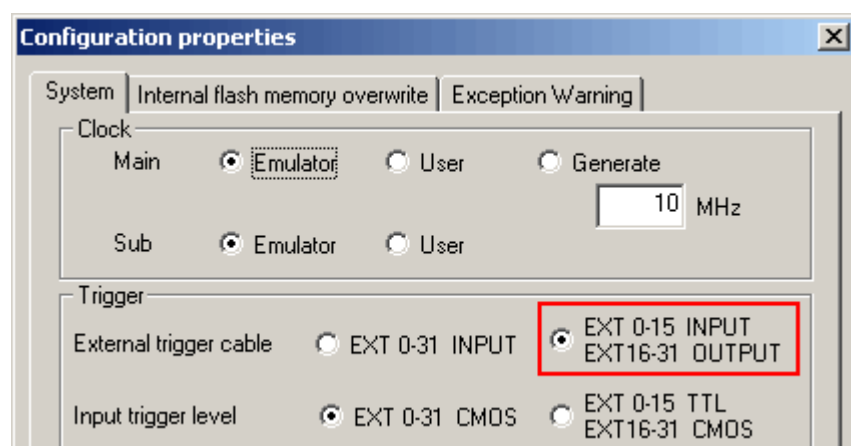 Configuration properties
System Internal flash memory overwrite Exception Warning
Clock
Main Emulator User Generate
10 MHz
Sub Emulator User
Trigger
External trigger cable EXT 0-31 INPUT EXT 0-15 INPUT
EXT16-31 OUTPUT
Input trigger level EXT 0-31 CMOS EXT 0-15 TTL
EXT16-31 CMOS